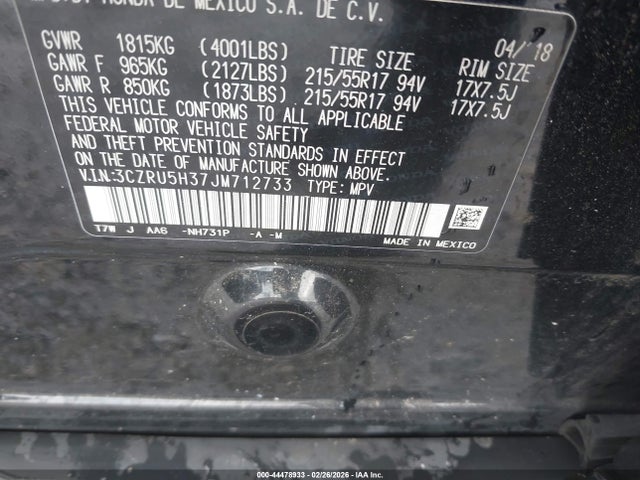 HONDA DE MEXICO S.A. DE C.V.
04/18
GVWR 1815KG (4001LBS) TIRE SIZE RIM SIZE
GAWR F 965KG (2127LBS) 215/55R17 94V 17X7.5J
GAWR R 850KG (1873LBS) 215/55R17 94V 17X7.5J
THIS VEHICLE CONFORMS TO ALL APPLICABLE
FEDERAL MOTOR VEHICLE SAFETY
AND THEFT PREVENTION STANDARDS IN EFFECT
ON THE DATE OF MANUFACTURE SHOWN ABOVE.
V.I.N:3CZRU5H37JM712733 TYPE: MPV
T7W J AA6 -NH731P -A -M MADE IN MEXICO
000-44478933 - 02/26/2026 - IAA Inc.